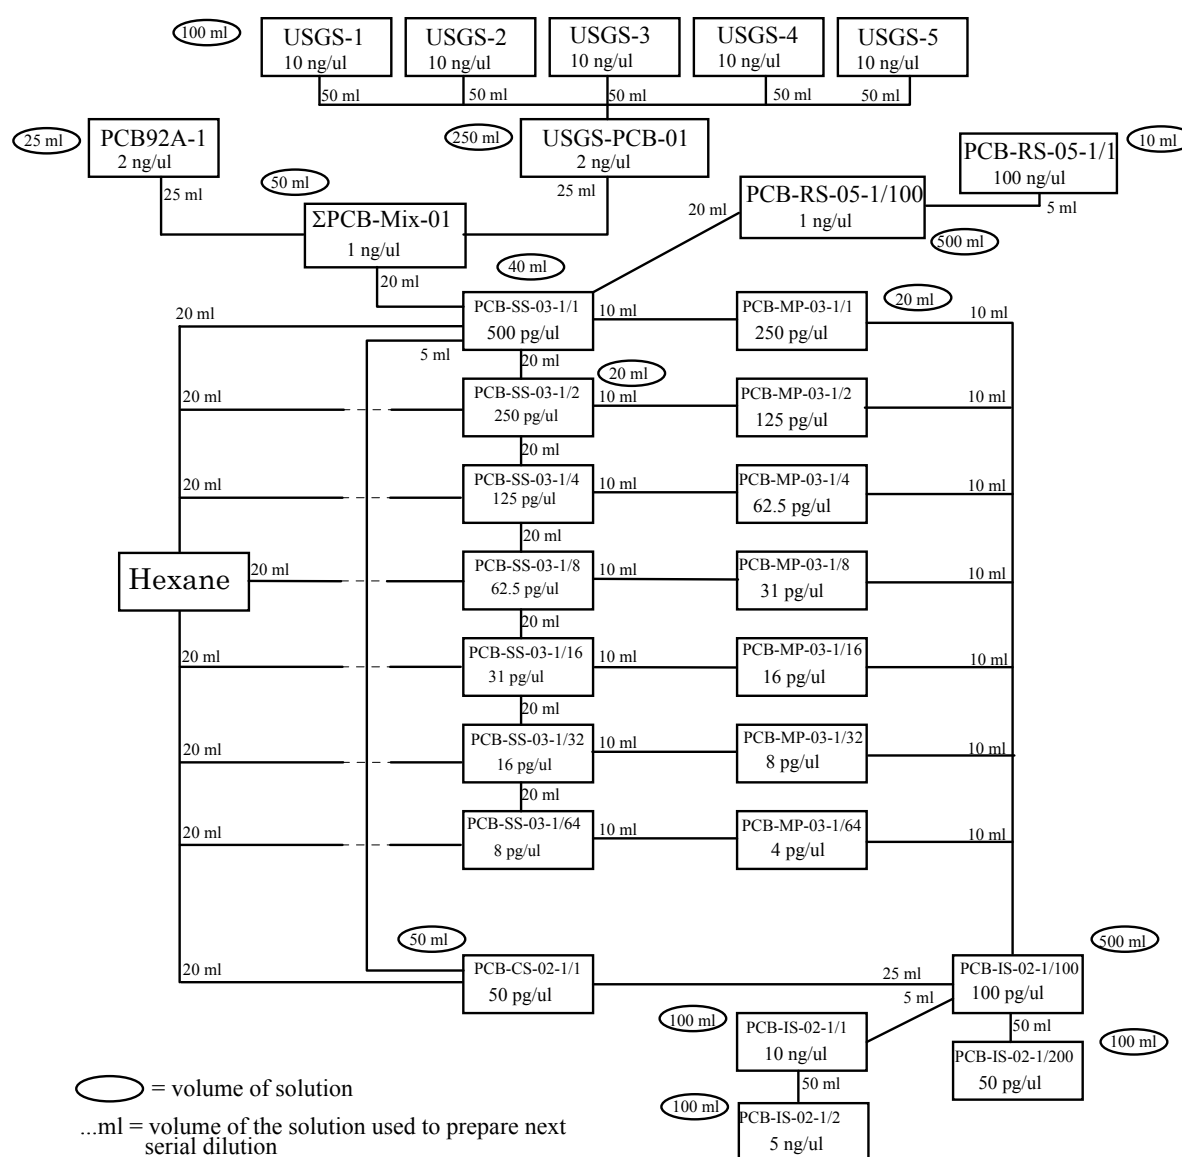 100 ml
USGS-1
10 ng/ul
USGS-2
10 ng/ul
USGS-3
10 ng/ul
USGS-4
10 ng/ul
USGS-5
10 ng/ul
50 ml
50 ml
50 ml
50 ml
50 ml
25 ml
PCB92A-1
2 ng/ul
250 ml
USGS-PCB-01
2 ng/ul
PCB-RS-05-1/1
100 ng/ul
10 ml
25 ml
50 ml
25 ml
PCB-RS-05-1/100
1 ng/ul
20 ml
5 ml
500 ml
ΣPCB-Mix-01
1 ng/ul
20 ml
40 ml
20 ml
PCB-SS-03-1/1
500 pg/ul
10 ml
PCB-MP-03-1/1
250 pg/ul
20 ml
10 ml
5 ml
20 ml
20 ml
20 ml
PCB-SS-03-1/2
250 pg/ul
10 ml
PCB-MP-03-1/2
125 pg/ul
10 ml
20 ml
20 ml
PCB-SS-03-1/4
125 pg/ul
10 ml
PCB-MP-03-1/4
62.5 pg/ul
10 ml
20 ml
Hexane
20 ml
PCB-SS-03-1/8
62.5 pg/ul
10 ml
PCB-MP-03-1/8
31 pg/ul
10 ml
20 ml
20 ml
PCB-SS-03-1/16
31 pg/ul
10 ml
PCB-MP-03-1/16
16 pg/ul
10 ml
20 ml
20 ml
PCB-SS-03-1/32
16 pg/ul
10 ml
PCB-MP-03-1/32
8 pg/ul
10 ml
20 ml
20 ml
PCB-SS-03-1/64
8 pg/ul
10 ml
PCB-MP-03-1/64
4 pg/ul
10 ml
50 ml
500 ml
20 ml
PCB-CS-02-1/1
50 pg/ul
25 ml
PCB-IS-02-1/100
100 pg/ul
5 ml
100 ml
PCB-IS-02-1/1
10 ng/ul
50 ml
100 ml
PCB-IS-02-1/200
50 pg/ul
50 ml
100 ml
PCB-IS-02-1/2
5 ng/ul
= volume of solution
...ml = volume of the solution used to prepare next
serial dilution